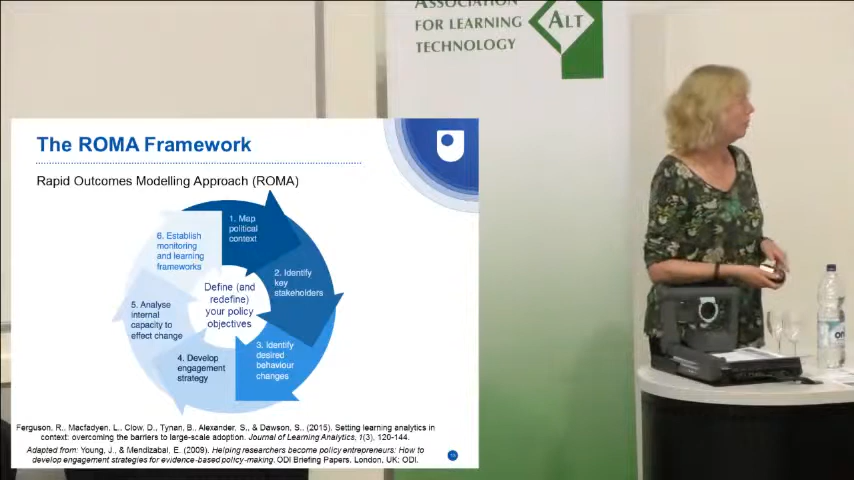 ASSOCIATION
FOR LEARNING
TECHNOLOGY
ALT
The ROMA Framework
Rapid Outcomes Modelling Approach (ROMA)
1. Map
political
context
2. Identify
key
stakeholders
3. Identify
desired
behaviour
changes
4. Develop
engagement
strategy
5. Analyse
internal
capacity to
effect change
6. Establish
monitoring
and learning
frameworks
Define (and
redefine)
your policy
objectives
Ferguson, R., Macfadyen, L., Clow, D., Tynan, B., Alexander, S., & Dawson, S., (2015). Setting learning analytics in
context: overcoming the barriers to large-scale adoption. Journal of Learning Analytics, 1(3), 120-144.
Adapted from: Young, J., & Mendizabal, E. (2009). Helping researchers become policy entrepreneurs: How to
develop engagement strategies for evidence-based policy-making. ODI Briefing Papers. London, UK: ODI.